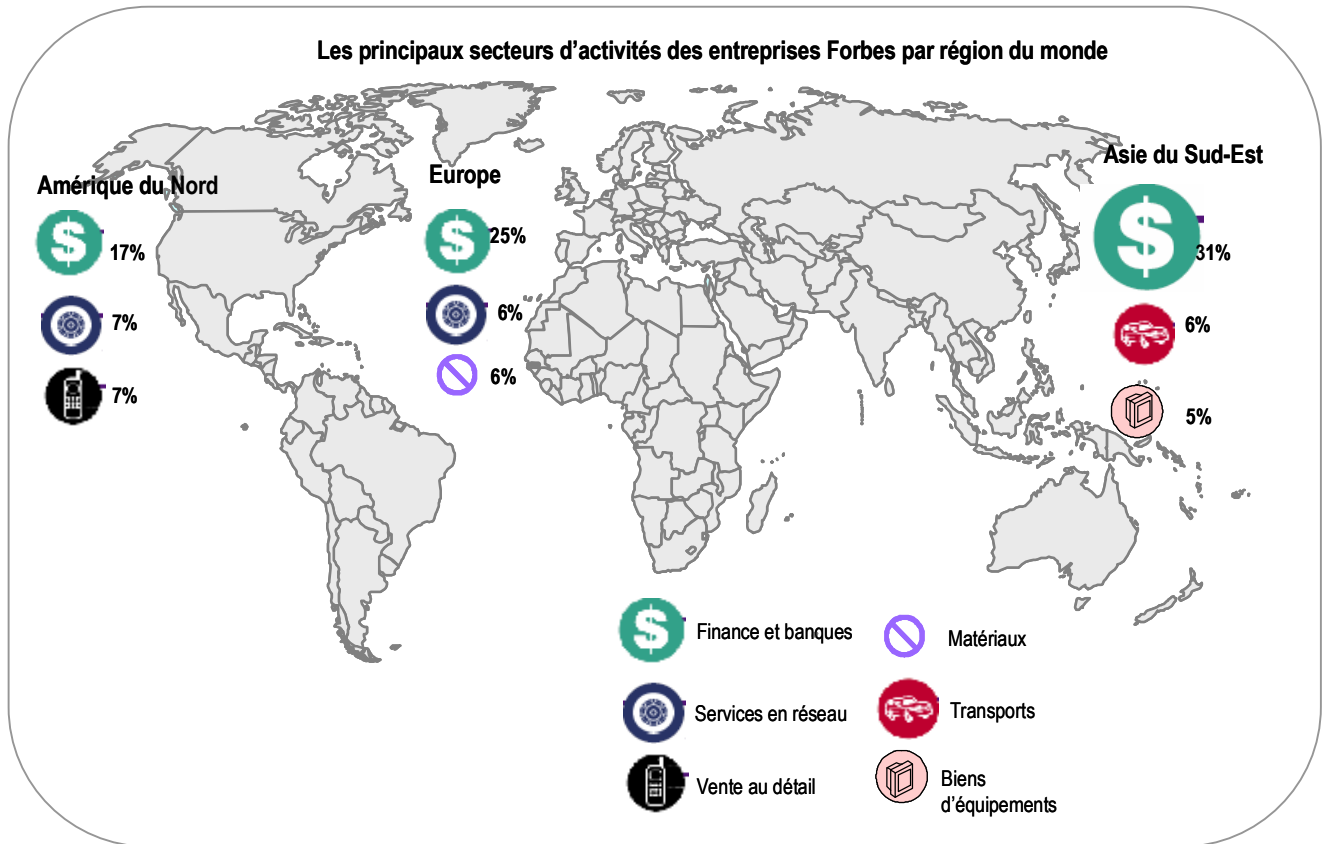 Les principaux secteurs d’activités des entreprises Forbes par région du monde
Amérique du Nord
17%
7%
7%
Europe
25%
6%
6%
Asie du Sud-Est
31%
6%
5%
Finance et banques
Matériaux
Services en réseau
Transports
Vente au détail
Biens
d’équipements